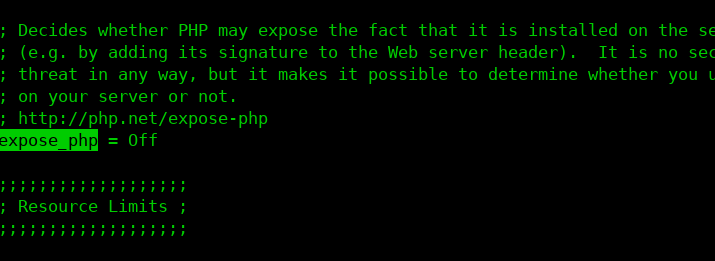 ; Decides whether PHP may expose the fact that it is installed on the
; (e.g. by adding its signature to the Web server header).  It is no
; threat in any way, but it makes it possible to determine whether you
; on your server or not.
; http://php.net/expose-php
expose_php = Off
;;;;;;;;;;;;;;;;;;;
; Resource Limits ;
;;;;;;;;;;;;;;;;;;;